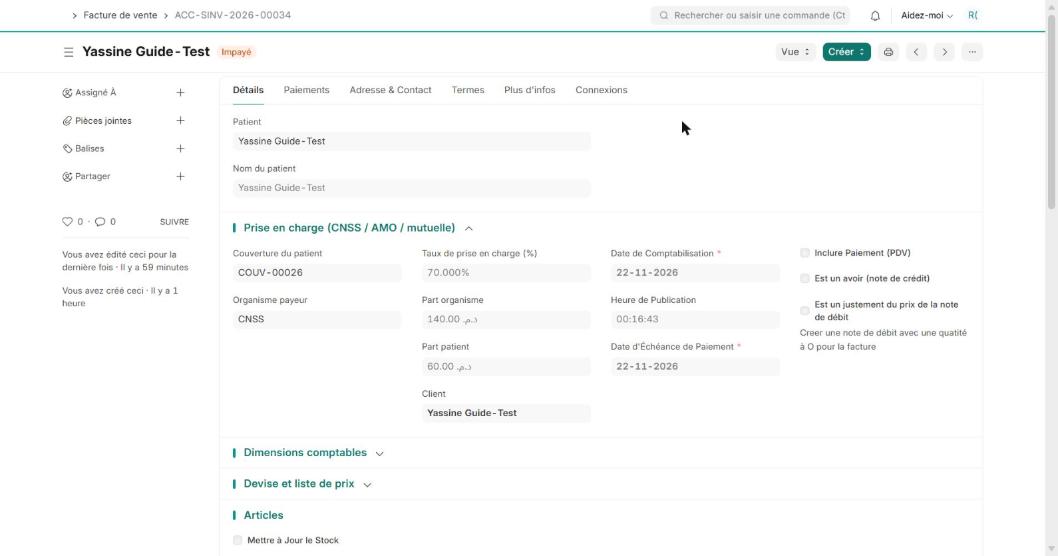 Facture de vente
ACC-SINV-2026-00034
Rechercher ou saisir une commande (Ct
Aidez-moi
R(
Yassine Guide-Test
Impayé
Vue
Créer
Assigné À
Pièces jointes
Balises
Partager
0 · 0
SUIVRE
Vous avez édité ceci pour la
dernière fois · Il y a 59 minutes
Vous avez créé ceci · Il y a 1
heure
Détails
Paiements
Adresse & Contact
Termes
Plus d'infos
Connexions
Patient
Yassine Guide-Test
Nom du patient
Yassine Guide-Test
Prise en charge (CNSS / AMO / mutuelle)
Couverture du patient
COUV-00026
Organisme payeur
CNSS
Taux de prise en charge (%)
70.000%
Part organisme
140.00 د.م.
Part patient
60.00 د.م.
Client
Yassine Guide-Test
Date de Comptabilisation *
22-11-2026
Heure de Publication
00:16:43
Date d'Échéance de Paiement *
22-11-2026
Inclure Paiement (PDV)
Est un avoir (note de crédit)
Est un justement du prix de la note
de débit
Creer une note de débit avec une quatité
à O pour la facture
Dimensions comptables
Devise et liste de prix
Articles
Mettre à Jour le Stock